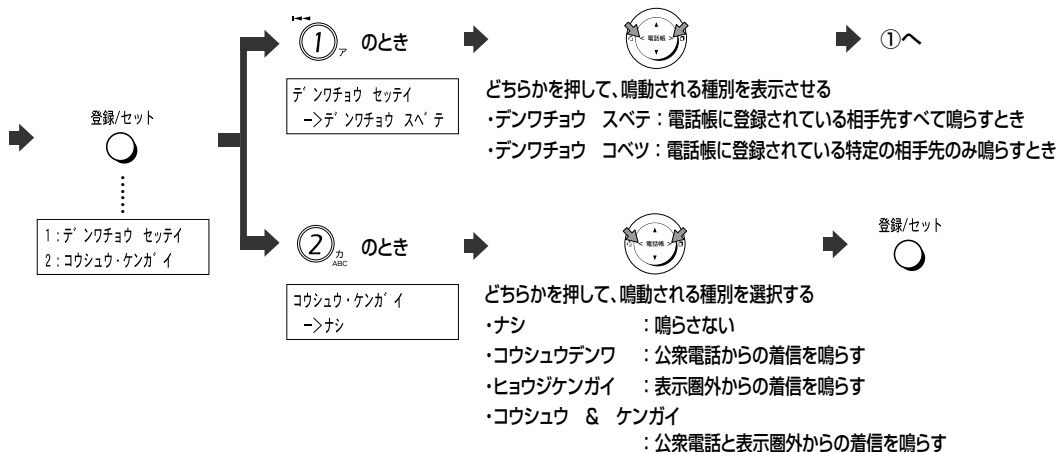 登録/セット
1:デンワチョウ セッテイ
2:コウシュウ・ケンガイ
1 ア のとき
電話帳
①へ
デンワチョウ セッテイ
->デンワチョウ スベテ
どちらかを押して、鳴動される種別を表示させる
・デンワチョウ スベテ：電話帳に登録されている相手先すべて鳴らすとき
・デンワチョウ コベツ：電話帳に登録されている特定の相手先のみ鳴らすとき
2 カ ABC のとき
電話帳
登録/セット
コウシュウ・ケンガイ
->ナシ
どちらかを押して、鳴動される種別を選択する
・ナシ ：鳴らさない
・コウシュウデンワ ：公衆電話からの着信を鳴らす
・ヒョウジケンガイ ：表示圏外からの着信を鳴らす
・コウシュウ & ケンガイ
：公衆電話と表示圏外からの着信を鳴らす